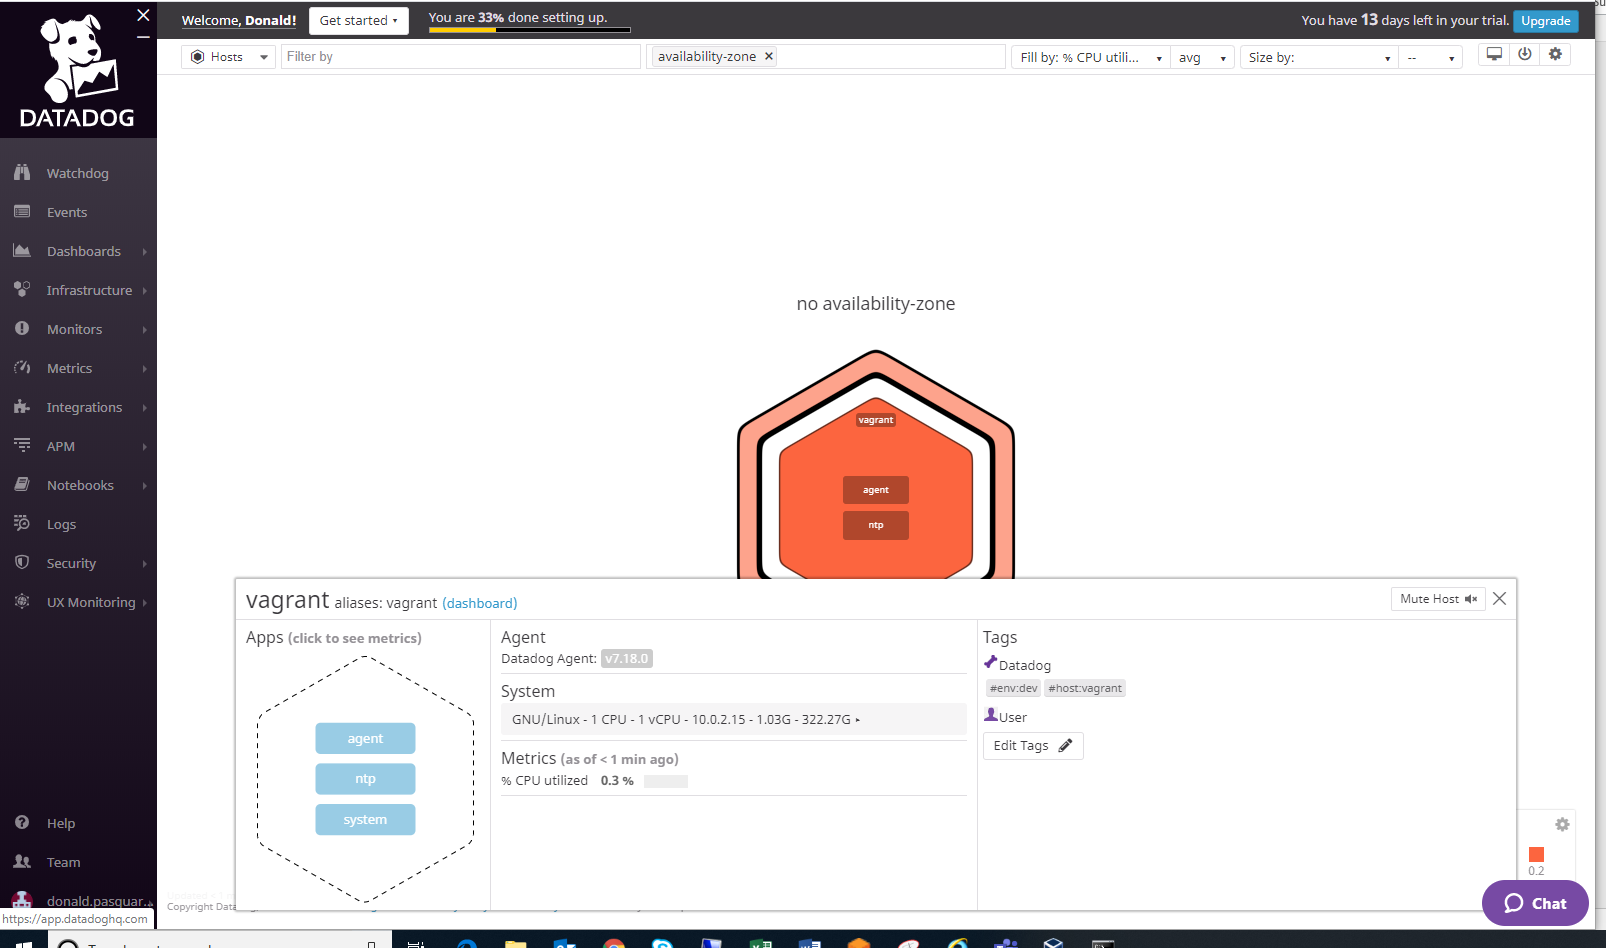 Welcome, Donald!
Get started
You are 33% done setting up.
You have 13 days left in your trial.
Upgrade
DATADOG
Hosts
Filter by
availability-zone ×
Fill by: % CPU utili...
avg
Size by:
--
Watchdog
Events
Dashboards
Infrastructure
Monitors
Metrics
Integrations
APM
Notebooks
Logs
Security
UX Monitoring
Help
Team
donald.pasquar..
https://app.datadoghq.com
no availability-zone
vagrant
agent
ntp
vagrant aliases: vagrant (dashboard)
Mute Host
Apps (click to see metrics)
agent
ntp
system
Agent
Datadog Agent: v7.18.0
System
GNU/Linux - 1 CPU - 1 vCPU - 10.0.2.15 - 1.03G - 322.27G
Metrics (as of < 1 min ago)
% CPU utilized 0.3 %
Tags
Datadog
#env:dev #host:vagrant
User
Edit Tags
0.2
Chat
Copyright Data